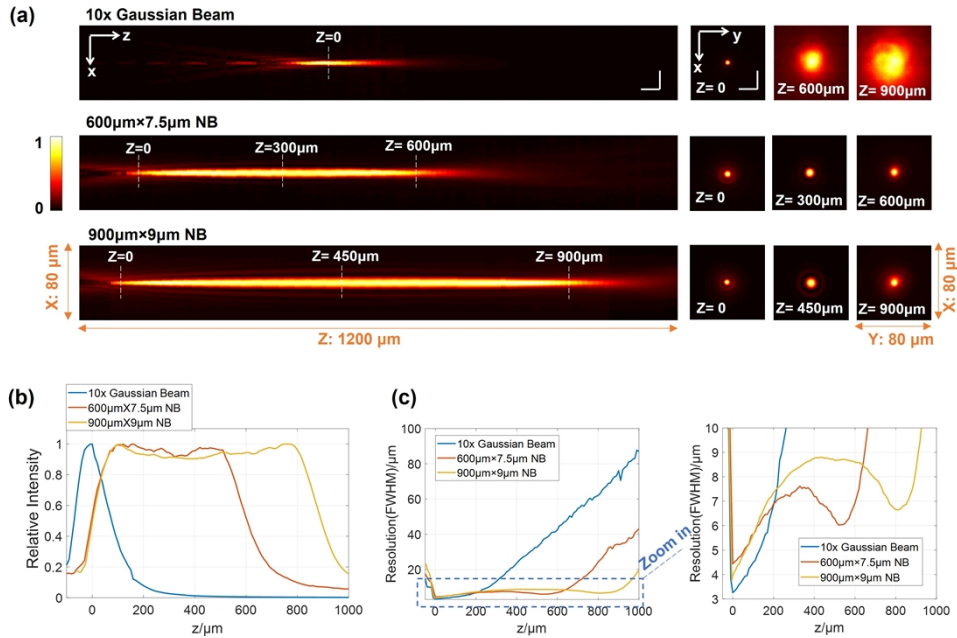 (a)
10x Gaussian Beam
z
x
Z=0
y
x
Z= 0
Z= 600μm
Z= 900μm
600μm×7.5μm NB
1
0
Z=0
Z=300μm
Z= 600μm
Z= 0
Z= 300μm
Z= 600μm
900μm×9μm NB
X: 80 μm
Z=0
Z= 450μm
Z= 900μm
Z= 0
Z= 450μm
Z= 900μm
X: 80 μm
Z: 1200 μm
Y: 80 μm
(b)
10x Gaussian Beam
600μmX7.5μm NB
900μmX9μm NB
Relative Intensity
1
0.8
0.6
0.4
0.2
0
0 200 400 600 800 1000
z/μm
(c)
Resolution(FWHM)/μm
100
80
60
40
20
10x Gaussian Beam
600μm×7.5μm NB
900μm×9μm NB
0 200 400 600 800 1000
z/μm
Zoom in
Resolution(FWHM)/μm
10
9
8
7
6
5
4
3
10x Gaussian Beam
600μm×7.5μm NB
900μm×9μm NB
0 200 400 600 800 1000
z/μm